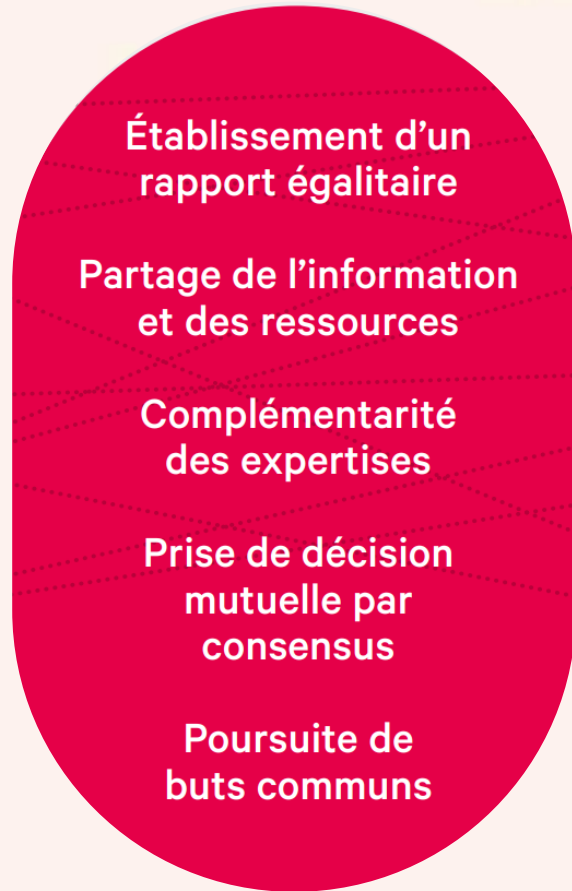 Établissement d’un
rapport égalitaire
Partage de l’information
et des ressources
Complémentarité
des expertises
Prise de décision
mutuelle par
consensus
Poursuite de
buts communs